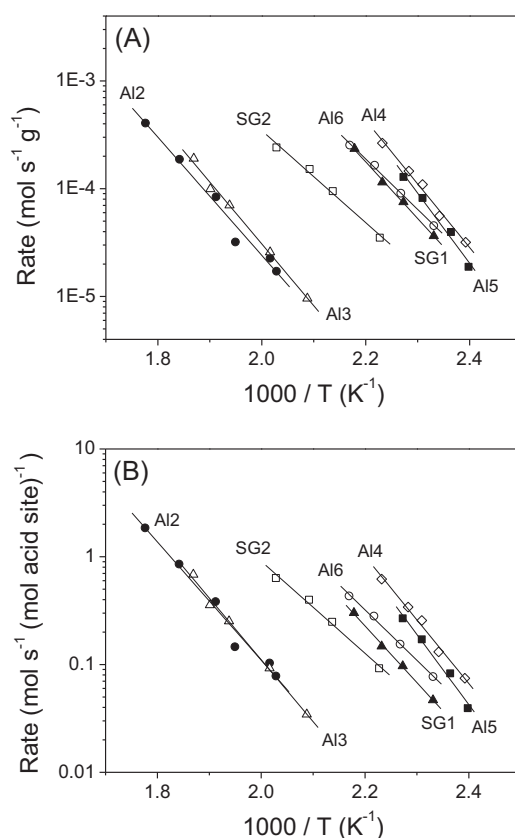 (A)
Al2
SG2
Al6
Al4
1E-3
1E-4
1E-5
Al3
SG1
Al5
Rate (mol s⁻¹ g⁻¹)
1.8 2.0 2.2 2.4
1000 / T (K⁻¹)
(B)
10
1
0.1
0.01
Al2
SG2
Al6
Al4
Al3
SG1
Al5
Rate (mol s⁻¹ (mol acid site)⁻¹)
1.8 2.0 2.2 2.4
1000 / T (K⁻¹)